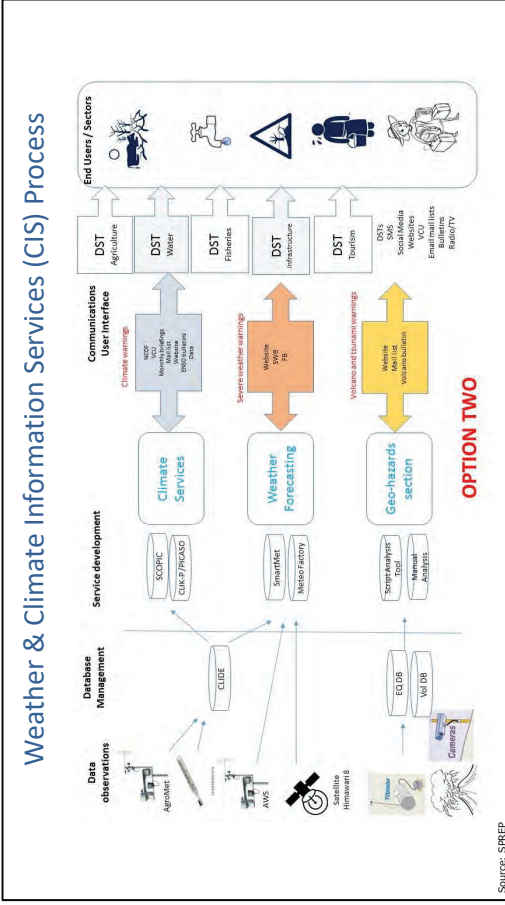 Weather & Climate Information Services (CIS) Process
Data
observations
Database
Management
Service development
Communications
User Interface
End Users / Sectors
AgroMet
AWS
Satellite
Himawari 8
Tiltmeter
Cameras
CLiDE
EQ DB
Vol DB
SCOPIC
CLIK-P /PICASO
SmartMet
Meteo Factory
Script Analysis
Tool
Manual
Analysis
Climate
Services
Weather
Forecasting
Geo-hazards
section
Climate warnings
NCOF
VCU
Monthly briefings
Mail list
Website
ENSO bulletins
Data
Severe weather warnings
Website
SWB
FB
Volcano and tsunami warnings
Website
Mail list
Volcano bulletin
DST
Agriculture
DST
Water
DST
Fisheries
DST
Infrastructure
DST
Tourism
DSTs
SMS
Social Media
Websites
VCU
Email mail lists
Bulletins
Radio/TV
OPTION TWO
Source: SPREP